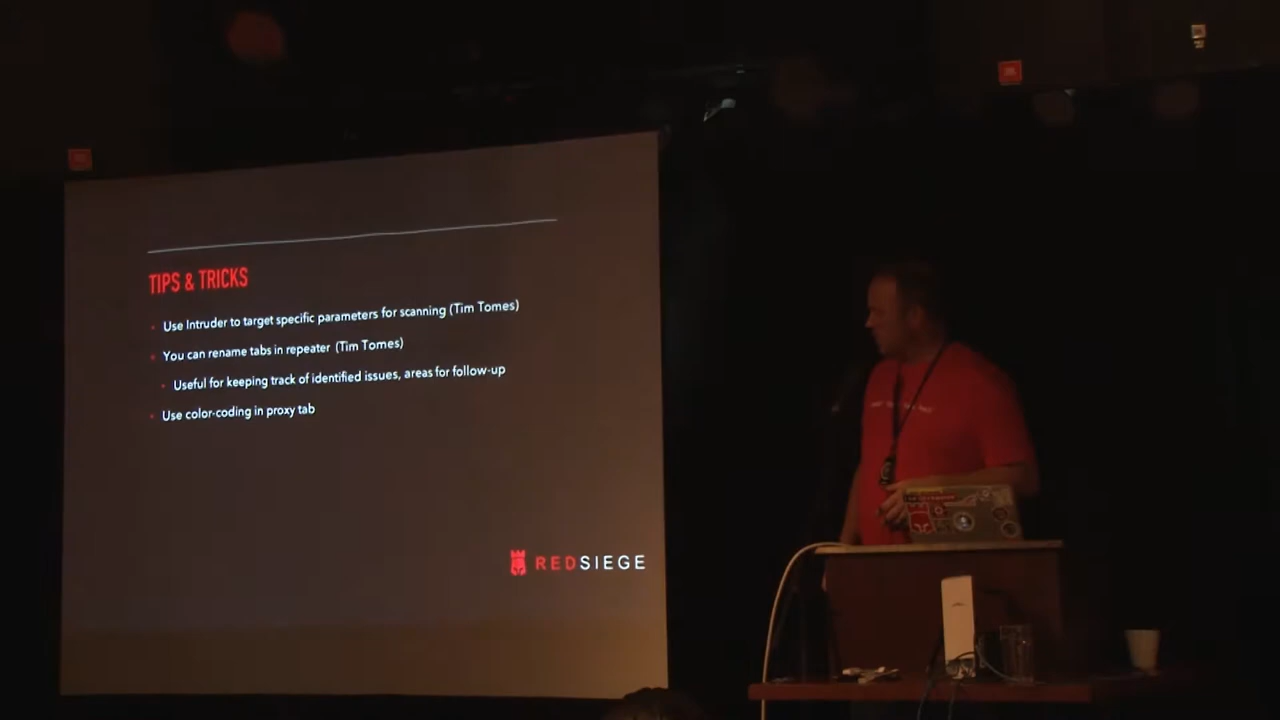 TIPS & TRICKS
Use Intruder to target specific parameters for scanning (Tim Tomes)
You can rename tabs in repeater (Tim Tomes)
Useful for keeping track of identified issues, areas for follow-up
Use color-coding in proxy tab
REDSIEGE